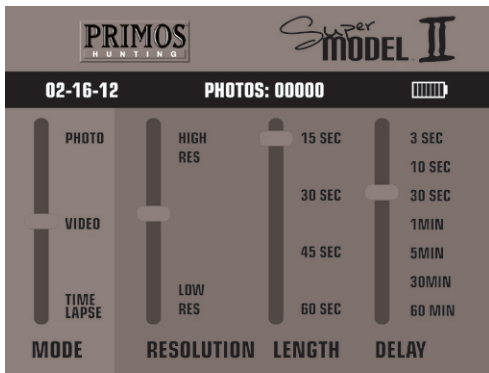 PRIMOS
HUNTING
Super
MODEL II
02-16-12 PHOTOS: 00000
PHOTO
VIDEO
TIME
LAPSE
MODE
HIGH
RES
LOW
RES
RESOLUTION
15 SEC
30 SEC
45 SEC
60 SEC
LENGTH
3 SEC
10 SEC
30 SEC
1MIN
5MIN
30MIN
60 MIN
DELAY